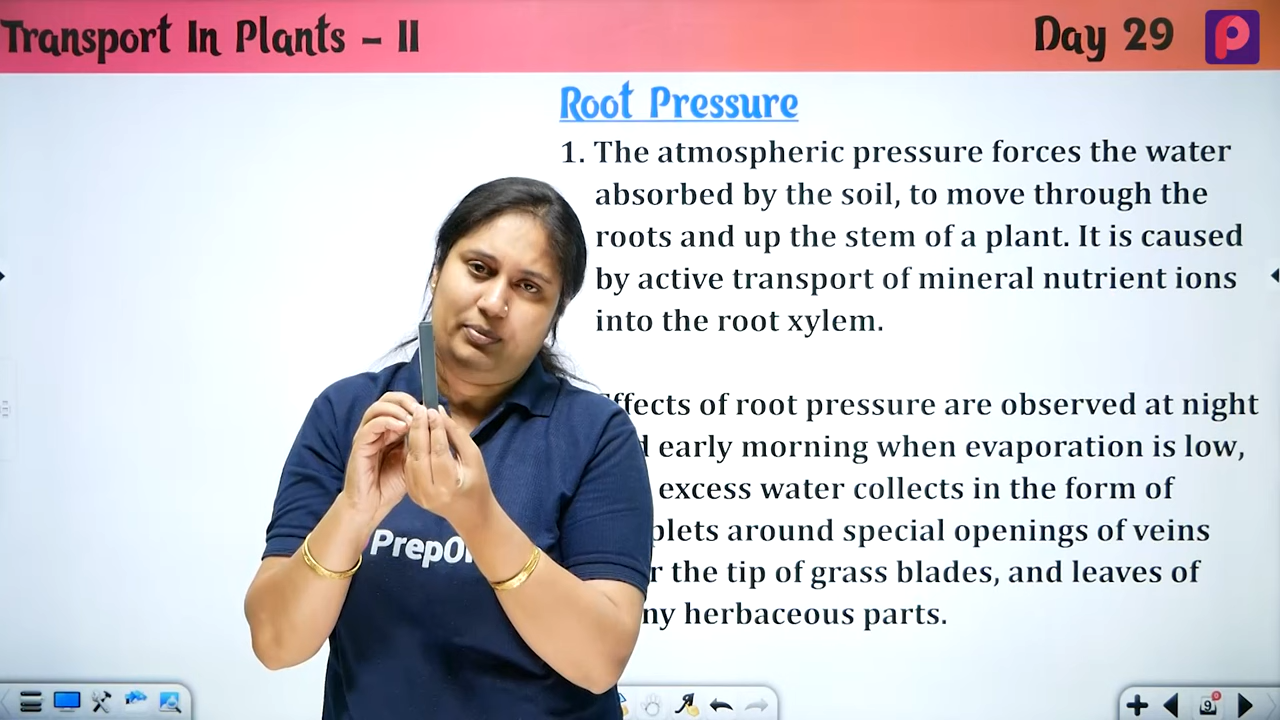 Transport In Plants - II
Day 29
Root Pressure
1. The atmospheric pressure forces the water
absorbed by the soil, to move through the
roots and up the stem of a plant. It is caused
by active transport of mineral nutrient ions
into the root xylem.
ffects of root pressure are observed at night
early morning when evaporation is low,
excess water collects in the form of
plets around special openings of veins
the tip of grass blades, and leaves of
ny herbaceous parts.
PrepO
9